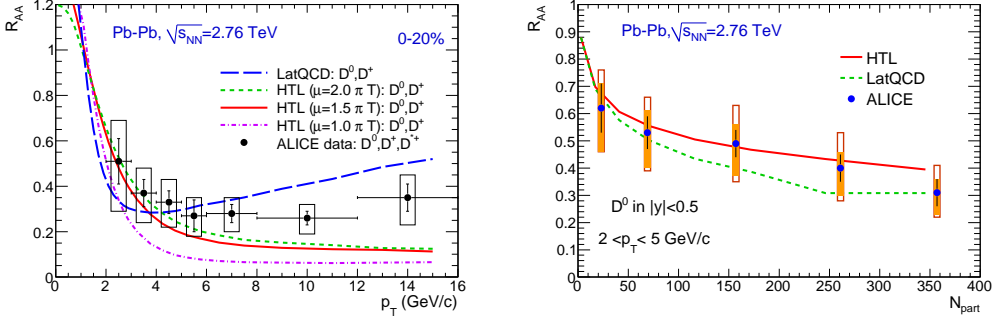 R_AA
1.2
1
0.8
0.6
0.4
0.2
0
Pb-Pb, √s_NN=2.76 TeV
0-20%
LatQCD: D⁰,D⁺
HTL (μ=2.0 π T): D⁰,D⁺
HTL (μ=1.5 π T): D⁰,D⁺
HTL (μ=1.0 π T): D⁰,D⁺
ALICE data: D⁰,D⁺,D*⁺
0 2 4 6 8 10 12 14 16
p_T (GeV/c)
R_AA
1
0.9
0.8
0.7
0.6
0.5
0.4
0.3
0.2
0.1
0
Pb-Pb,√s_NN=2.76 TeV
HTL
LatQCD
ALICE
D⁰ in |y|<0.5
2 <p_T< 5 GeV/c
0 50 100 150 200 250 300 350 400
N_part